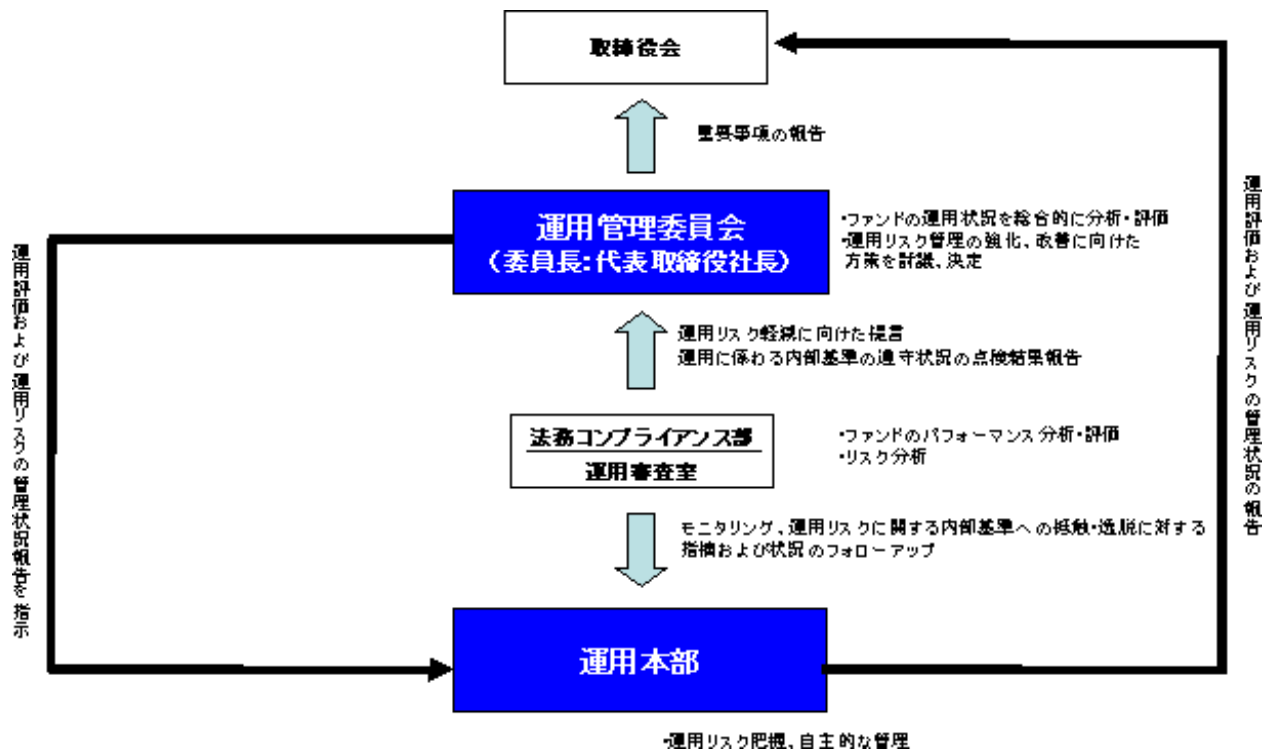 取締役会
重要事項の報告
運用管理委員会
(委員長:代表取締役社長)
・ファンドの運用状況を総合的に分析・評価
・運用リスク管理の強化、改善に向けた
方策を討議、決定
運用リスク軽減に向けた提言
運用に係わる内部基準の遵守状況の点検結果報告
法務コンプライアンス部
運用審査室
・ファンドのパフォーマンス分析・評価
・リスク分析
モニタリング、運用リスクに関する内部基準への抵触・逸脱に対する
指摘および状況のフォローアップ
運用本部
・運用リスク把握、自主的な管理
運用評価および運用リスクの管理状況報告を指示
運用評価および運用リスクの管理状況の報告